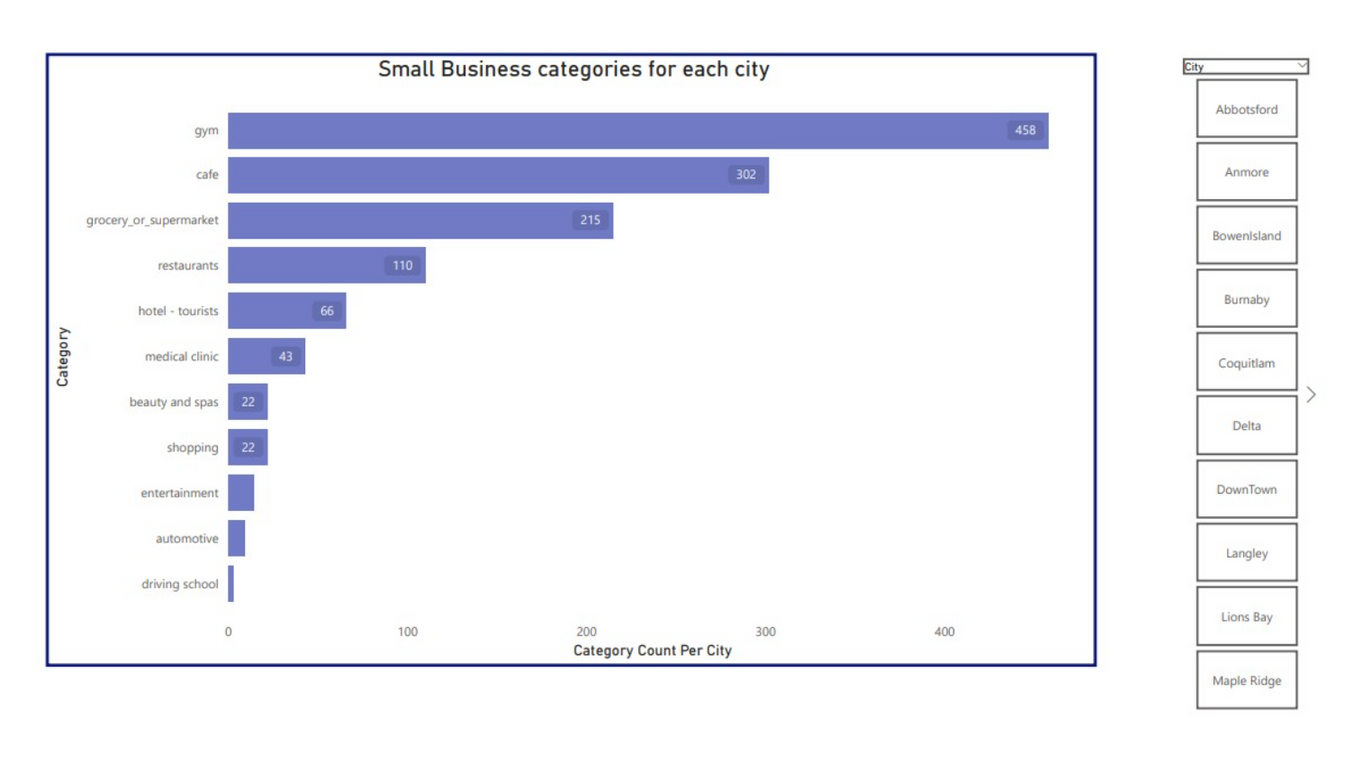 Small Business categories for each city
Category
gym 458
cafe 302
grocery_or_supermarket 215
restaurants 110
hotel - tourists 66
medical clinic 43
beauty and spas 22
shopping 22
entertainment
automotive
driving school
0 100 200 300 400
Category Count Per City
City
Abbotsford
Anmore
BowenIsland
Burnaby
Coquitlam
Delta
DownTown
Langley
Lions Bay
Maple Ridge